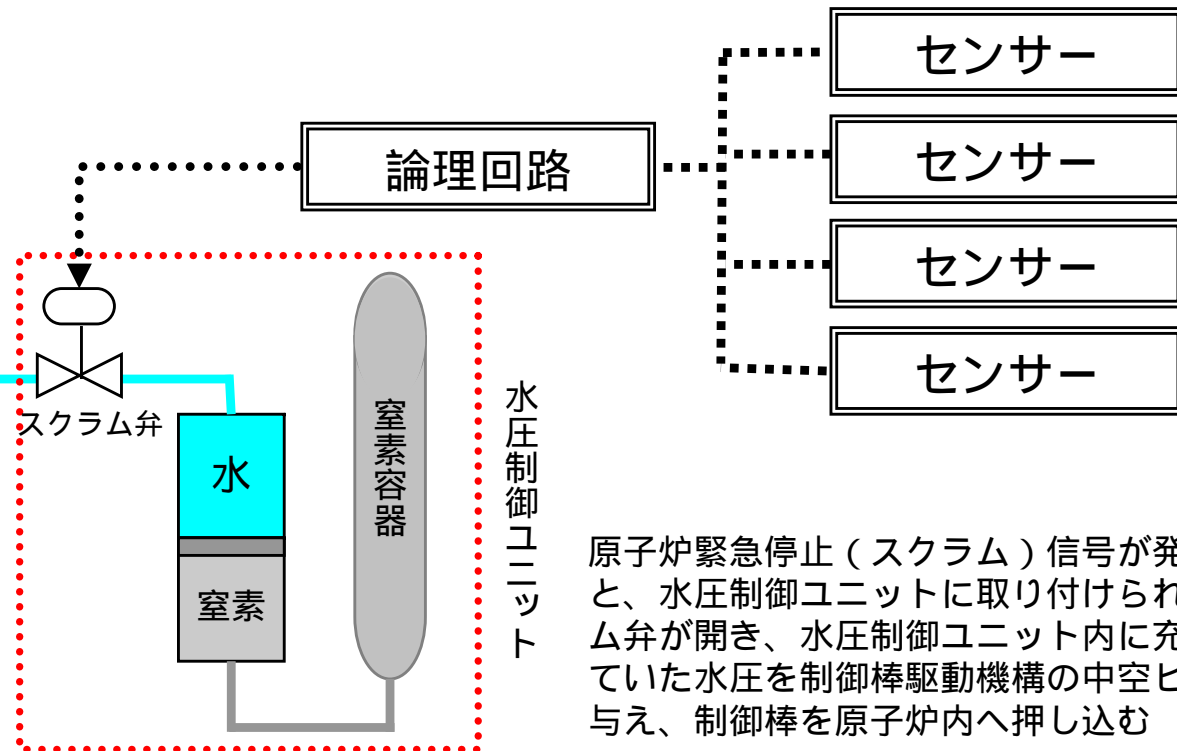 センサー
論理回路
センサー
センサー
センサー
スクラム弁
水
窒素
窒素容器
水圧制御ユニット
原子炉緊急停止(スクラム)信号が発
と、水圧制御ユニットに取り付けられ
ム弁が開き、水圧制御ユニット内に充
ていた水圧を制御棒駆動機構の中空ピ
与え、制御棒を原子炉内へ押し込む